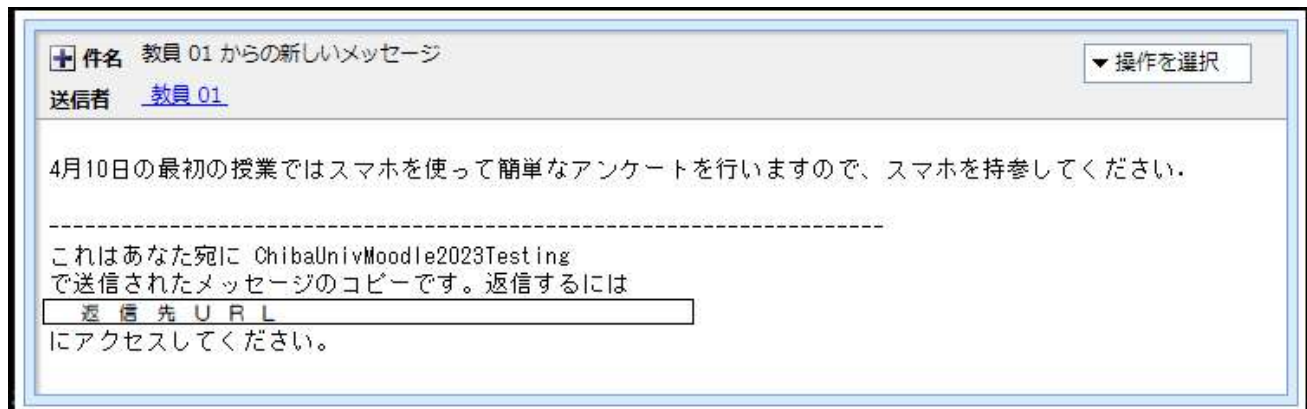 件名 教員 01 からの新しいメッセージ
▼操作を選択
送信者 教員 01
4月10日の最初の授業ではスマホを使って簡単なアンケートを行いますので、スマホを持参してください.
---------------------------------------------------------------------
これはあなた宛に ChibaUnivMoodle2023Testing
で送信されたメッセージのコピーです。返信するには
返信先URL
にアクセスしてください。